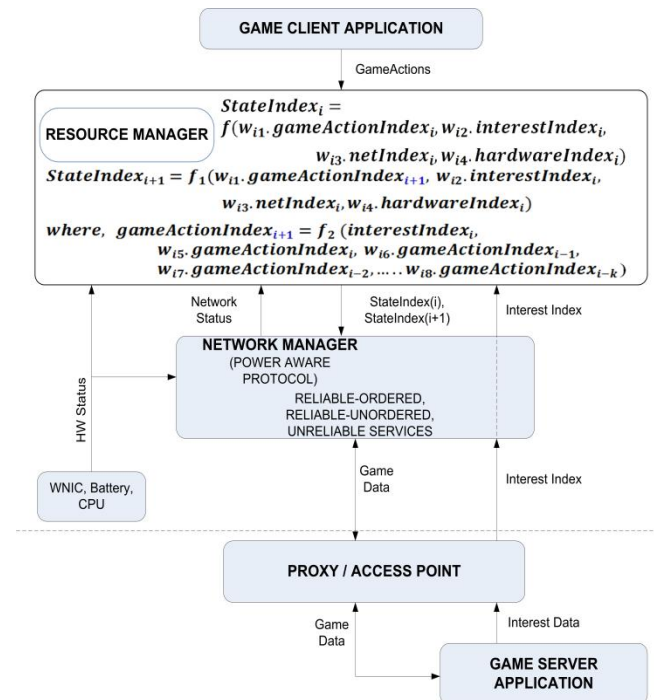 GAME CLIENT APPLICATION
GameActions
RESOURCE MANAGER
StateIndexᵢ =
f(wᵢ₁.gameActionIndexᵢ, wᵢ₂.interestIndexᵢ,
wᵢ₃.netIndexᵢ, wᵢ₄.hardwareIndexᵢ)
StateIndexᵢ₊₁ = f₁(wᵢ₁.gameActionIndexᵢ₊₁, wᵢ₂.interestIndexᵢ,
wᵢ₃.netIndexᵢ, wᵢ₄.hardwareIndexᵢ)
where, gameActionIndexᵢ₊₁ = f₂ (interestIndexᵢ,
wᵢ₅.gameActionIndexᵢ, wᵢ₆.gameActionIndexᵢ₋₁,
wᵢ₇.gameActionIndexᵢ₋₂, .... wᵢ₈.gameActionIndexᵢ₋ₖ)
Network
Status
StateIndex(i),
StateIndex(i+1)
Interest Index
NETWORK MANAGER
(POWER AWARE
PROTOCOL)
RELIABLE-ORDERED,
RELIABLE-UNORDERED,
UNRELIABLE SERVICES
HW Status
WNIC, Battery,
CPU
Game
Data
Interest Index
PROXY / ACCESS POINT
Game
Data
Interest Data
GAME SERVER
APPLICATION